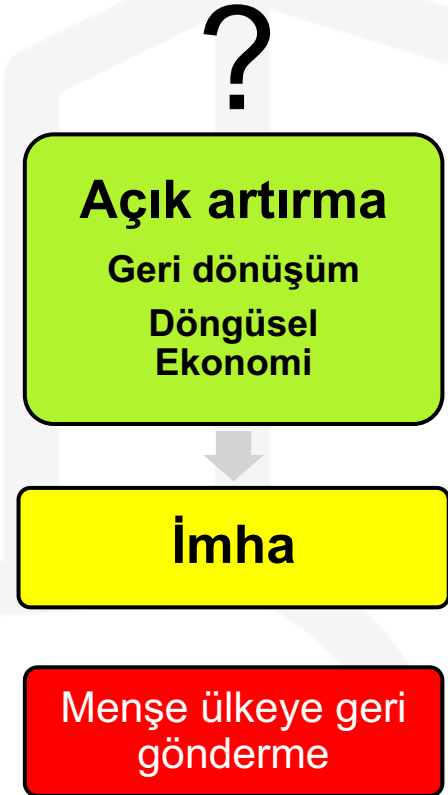 ?
Açık artırma
Geri dönüşüm
Döngüsel
Ekonomi
İmha
Menşe ülkeye geri
gönderme